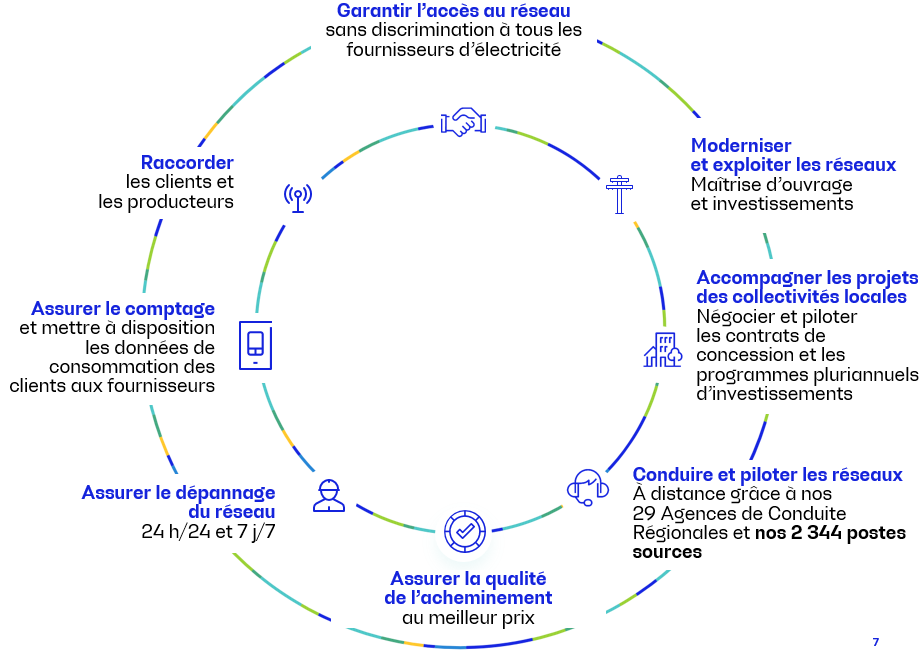 Garantir l’accès au réseau
sans discrimination à tous les
fournisseurs d’électricité
Moderniser
et exploiter les réseaux
Maîtrise d’ouvrage
et investissements
Accompagner les projets
des collectivités locales
Négocier et piloter
les contrats de
concession et les
programmes pluriannuels
d’investissements
Conduire et piloter les réseaux
À distance grâce à nos
29 Agences de Conduite
Régionales et nos 2 344 postes
sources
Assurer la qualité
de l’acheminement
au meilleur prix
Assurer le dépannage
du réseau
24 h/24 et 7 j/7
Assurer le comptage
et mettre à disposition
les données de
consommation des
clients aux fournisseurs
Raccorder
les clients et
les producteurs
7